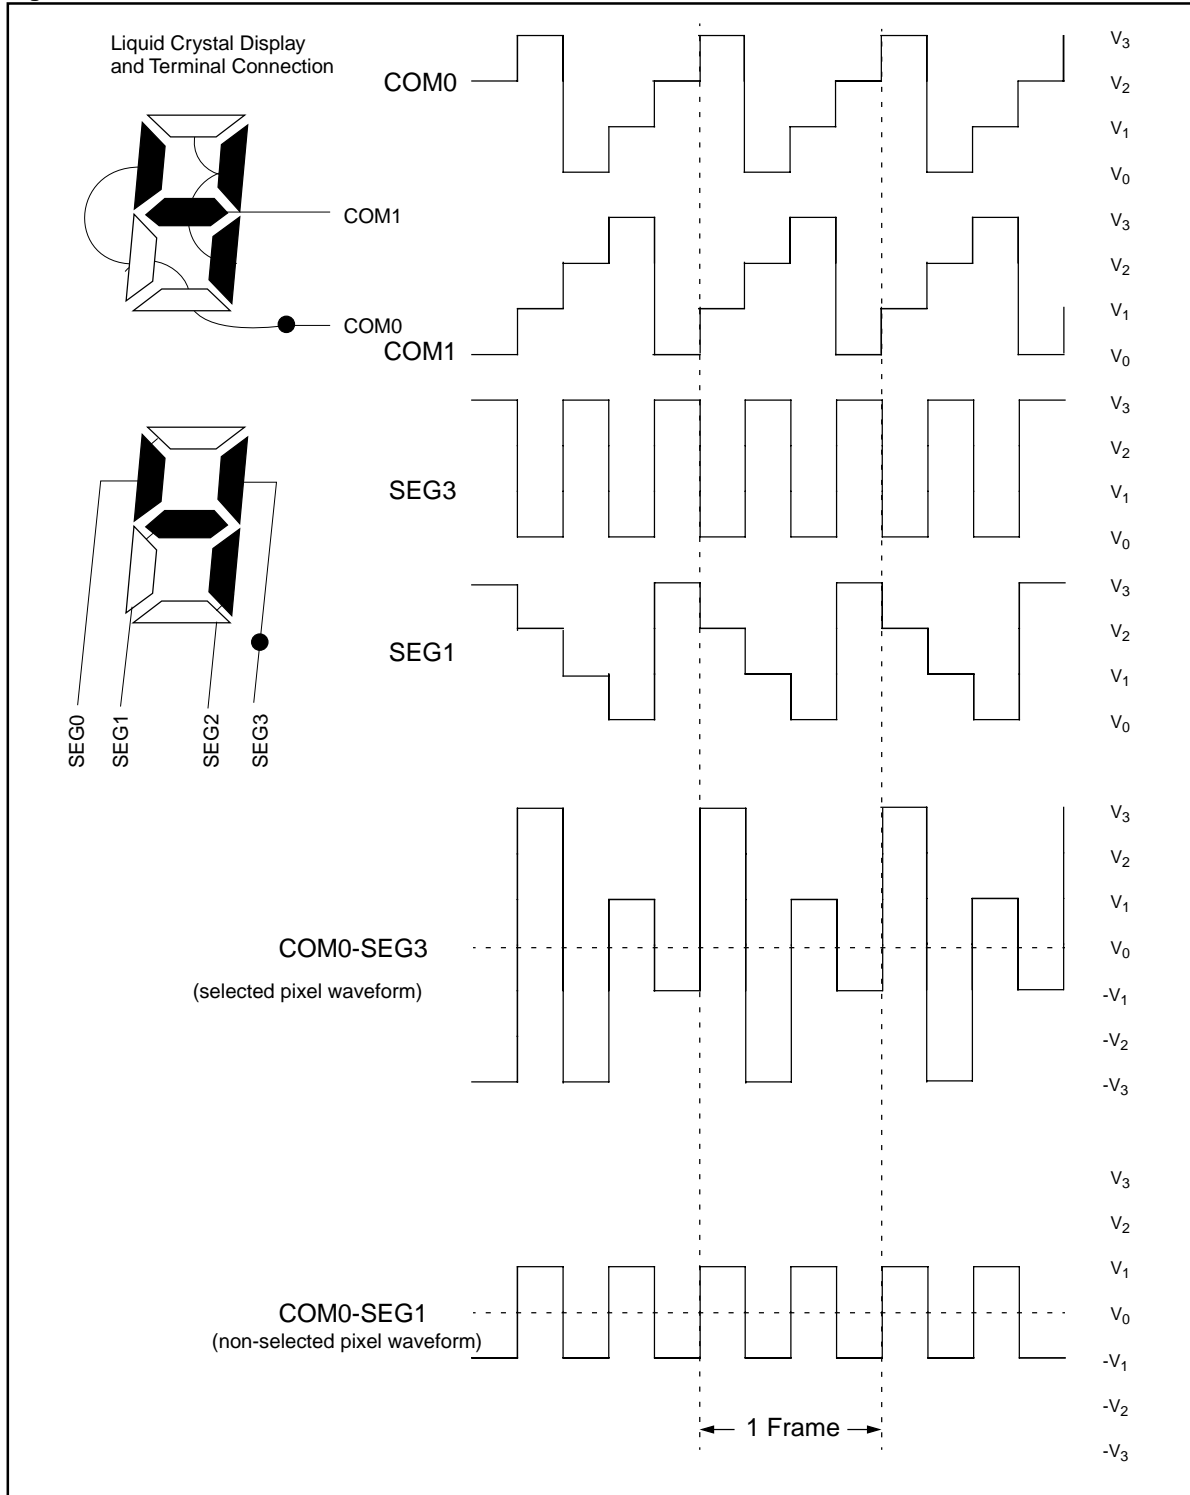 Liquid Crystal Display
and Terminal Connection
COM1
COM0
SEG0
SEG1
SEG2
SEG3
COM0
V3
V2
V1
V0
COM1
V3
V2
V1
V0
SEG3
V3
V2
V1
V0
SEG1
V3
V2
V1
V0
COM0-SEG3
(selected pixel waveform)
V3
V2
V1
V0
-V1
-V2
-V3
COM0-SEG1
(non-selected pixel waveform)
V3
V2
V1
V0
-V1
-V2
-V3
1 Frame